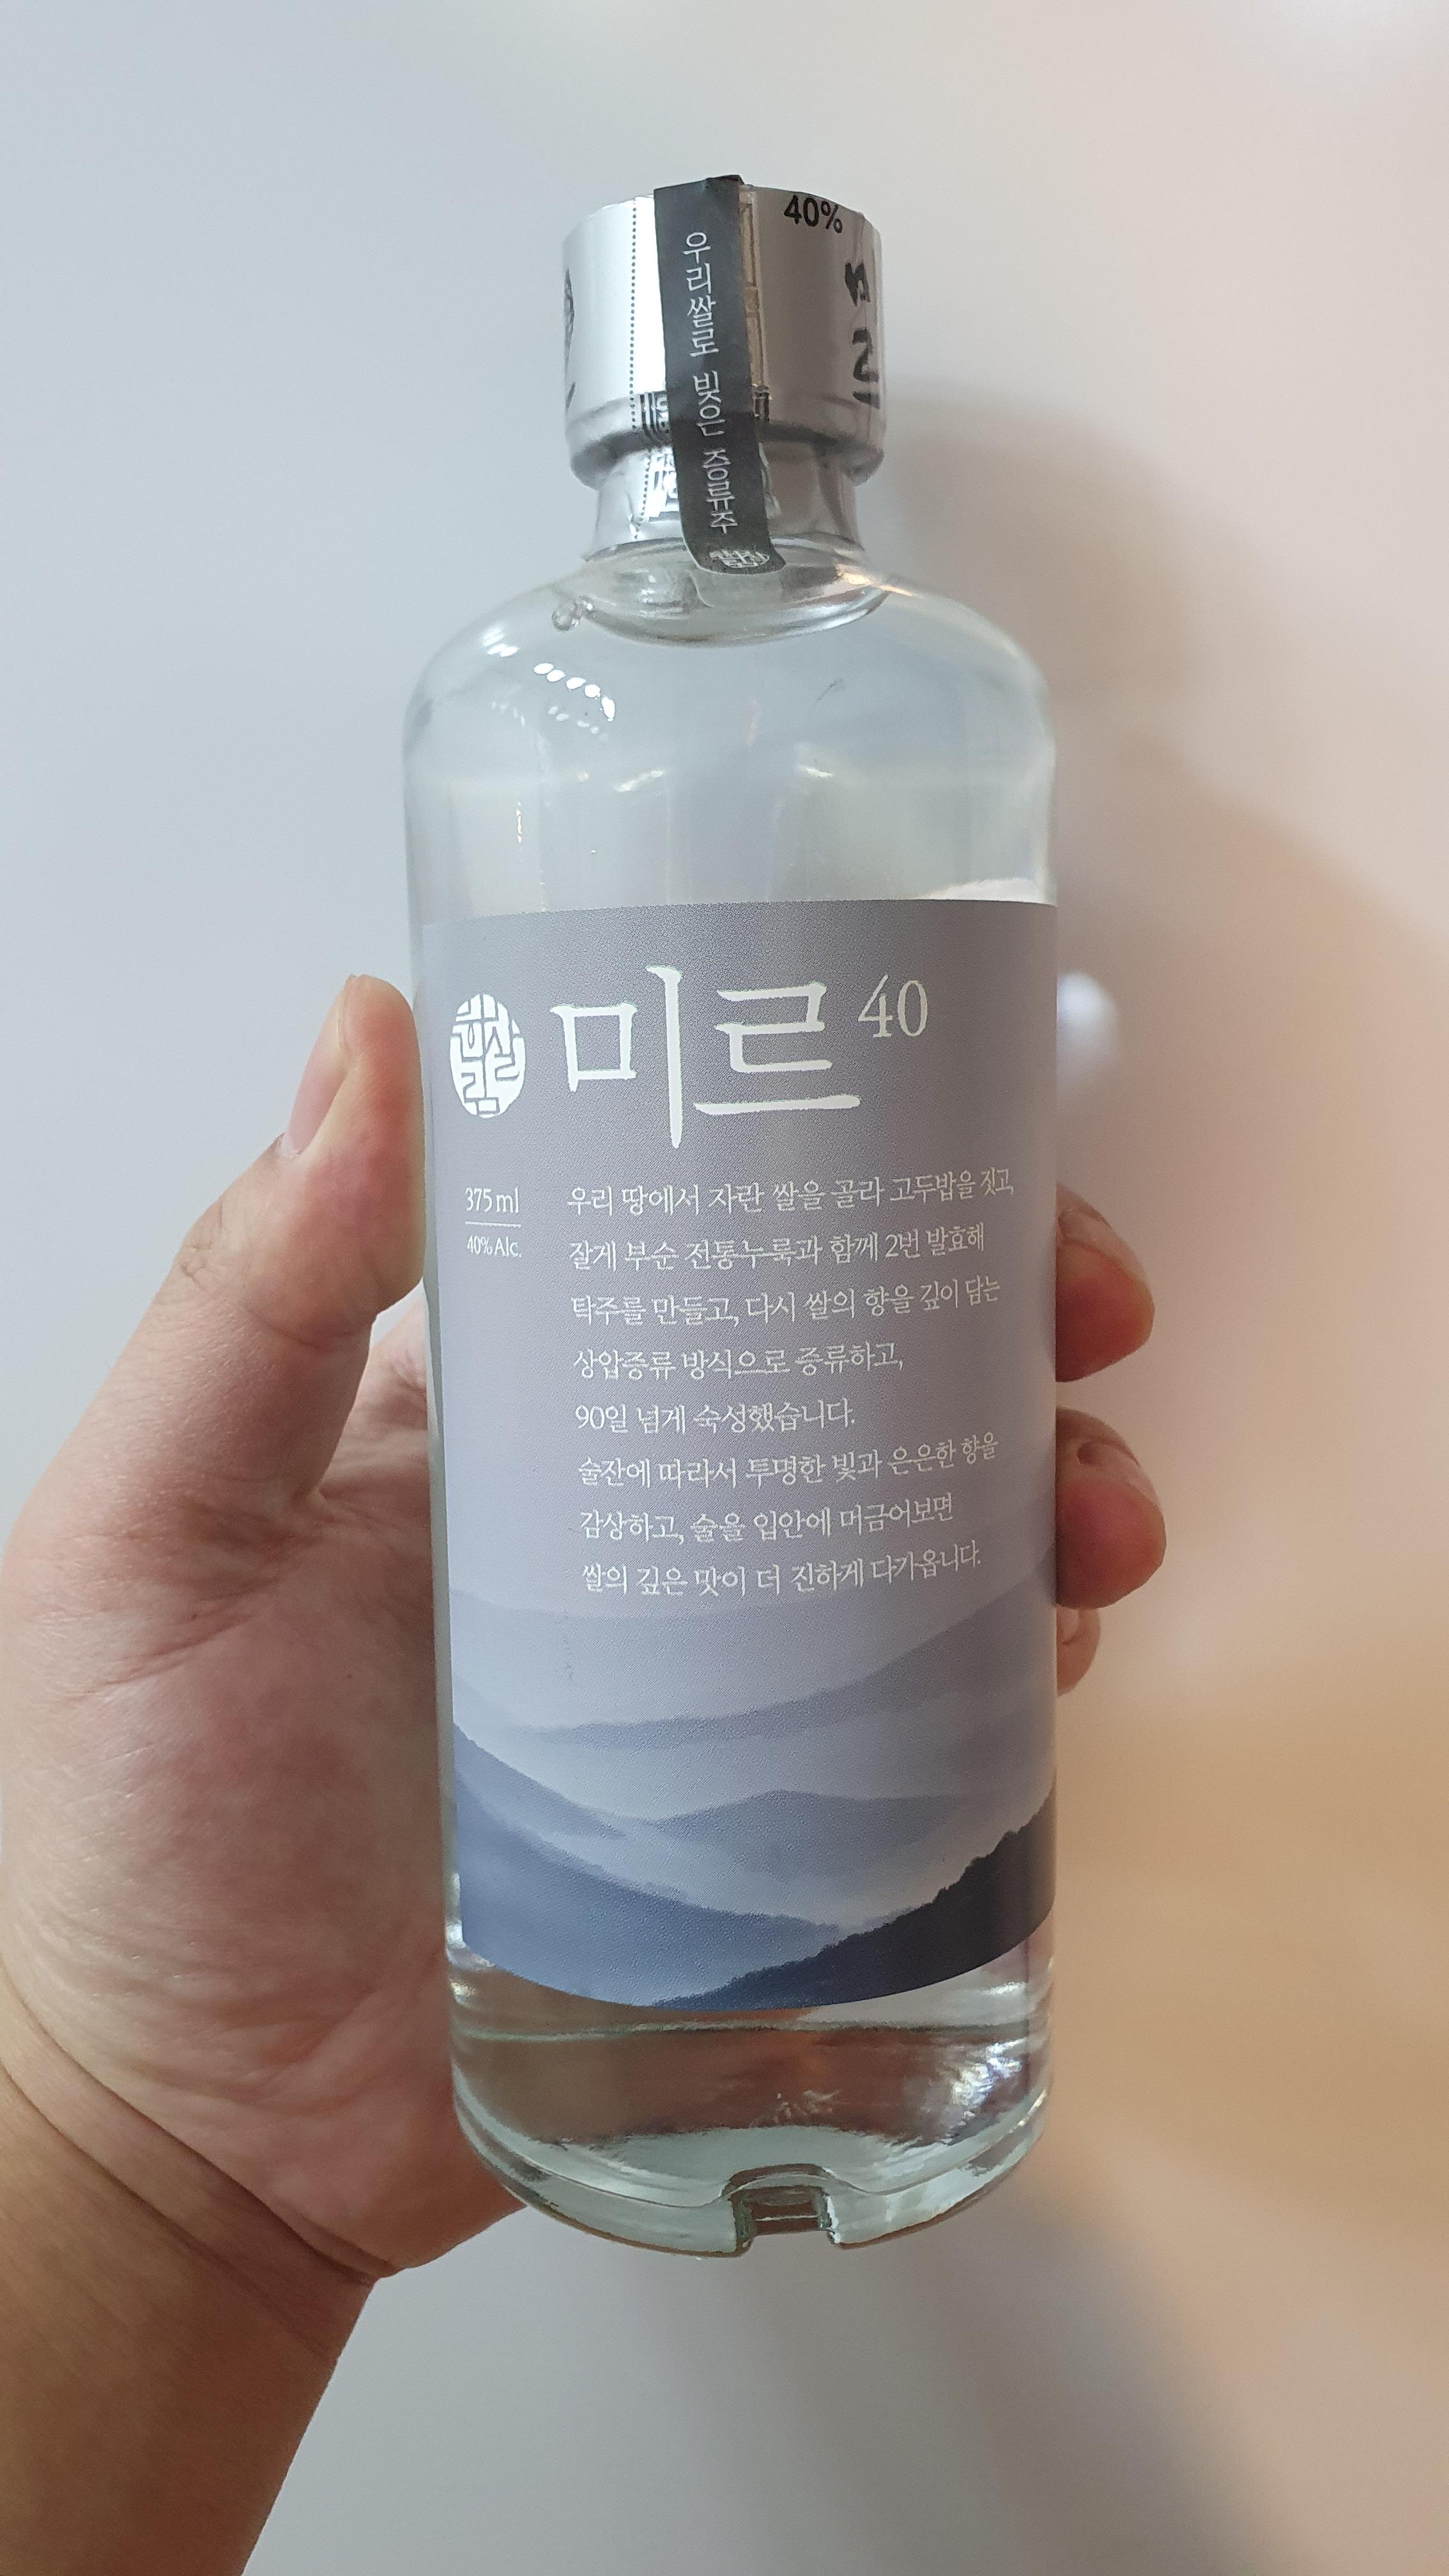 40%
미르
우리쌀로 빚은 증류주
술샘
미르 40
375ml
40%Alc.
우리 땅에서 자란 쌀을 골라 고두밥을 짓고,
잘게 부순 전통누룩과 함께 2번 발효해
탁주를 만들고, 다시 쌀의 향을 깊이 담는
상압증류 방식으로 증류하고,
90일 넘게 숙성했습니다.
술잔에 따라서 투명한 빛과 은은한 향을
감상하고, 술을 입안에 머금어보면
쌀의 깊은 맛이 더 진하게 다가옵니다.